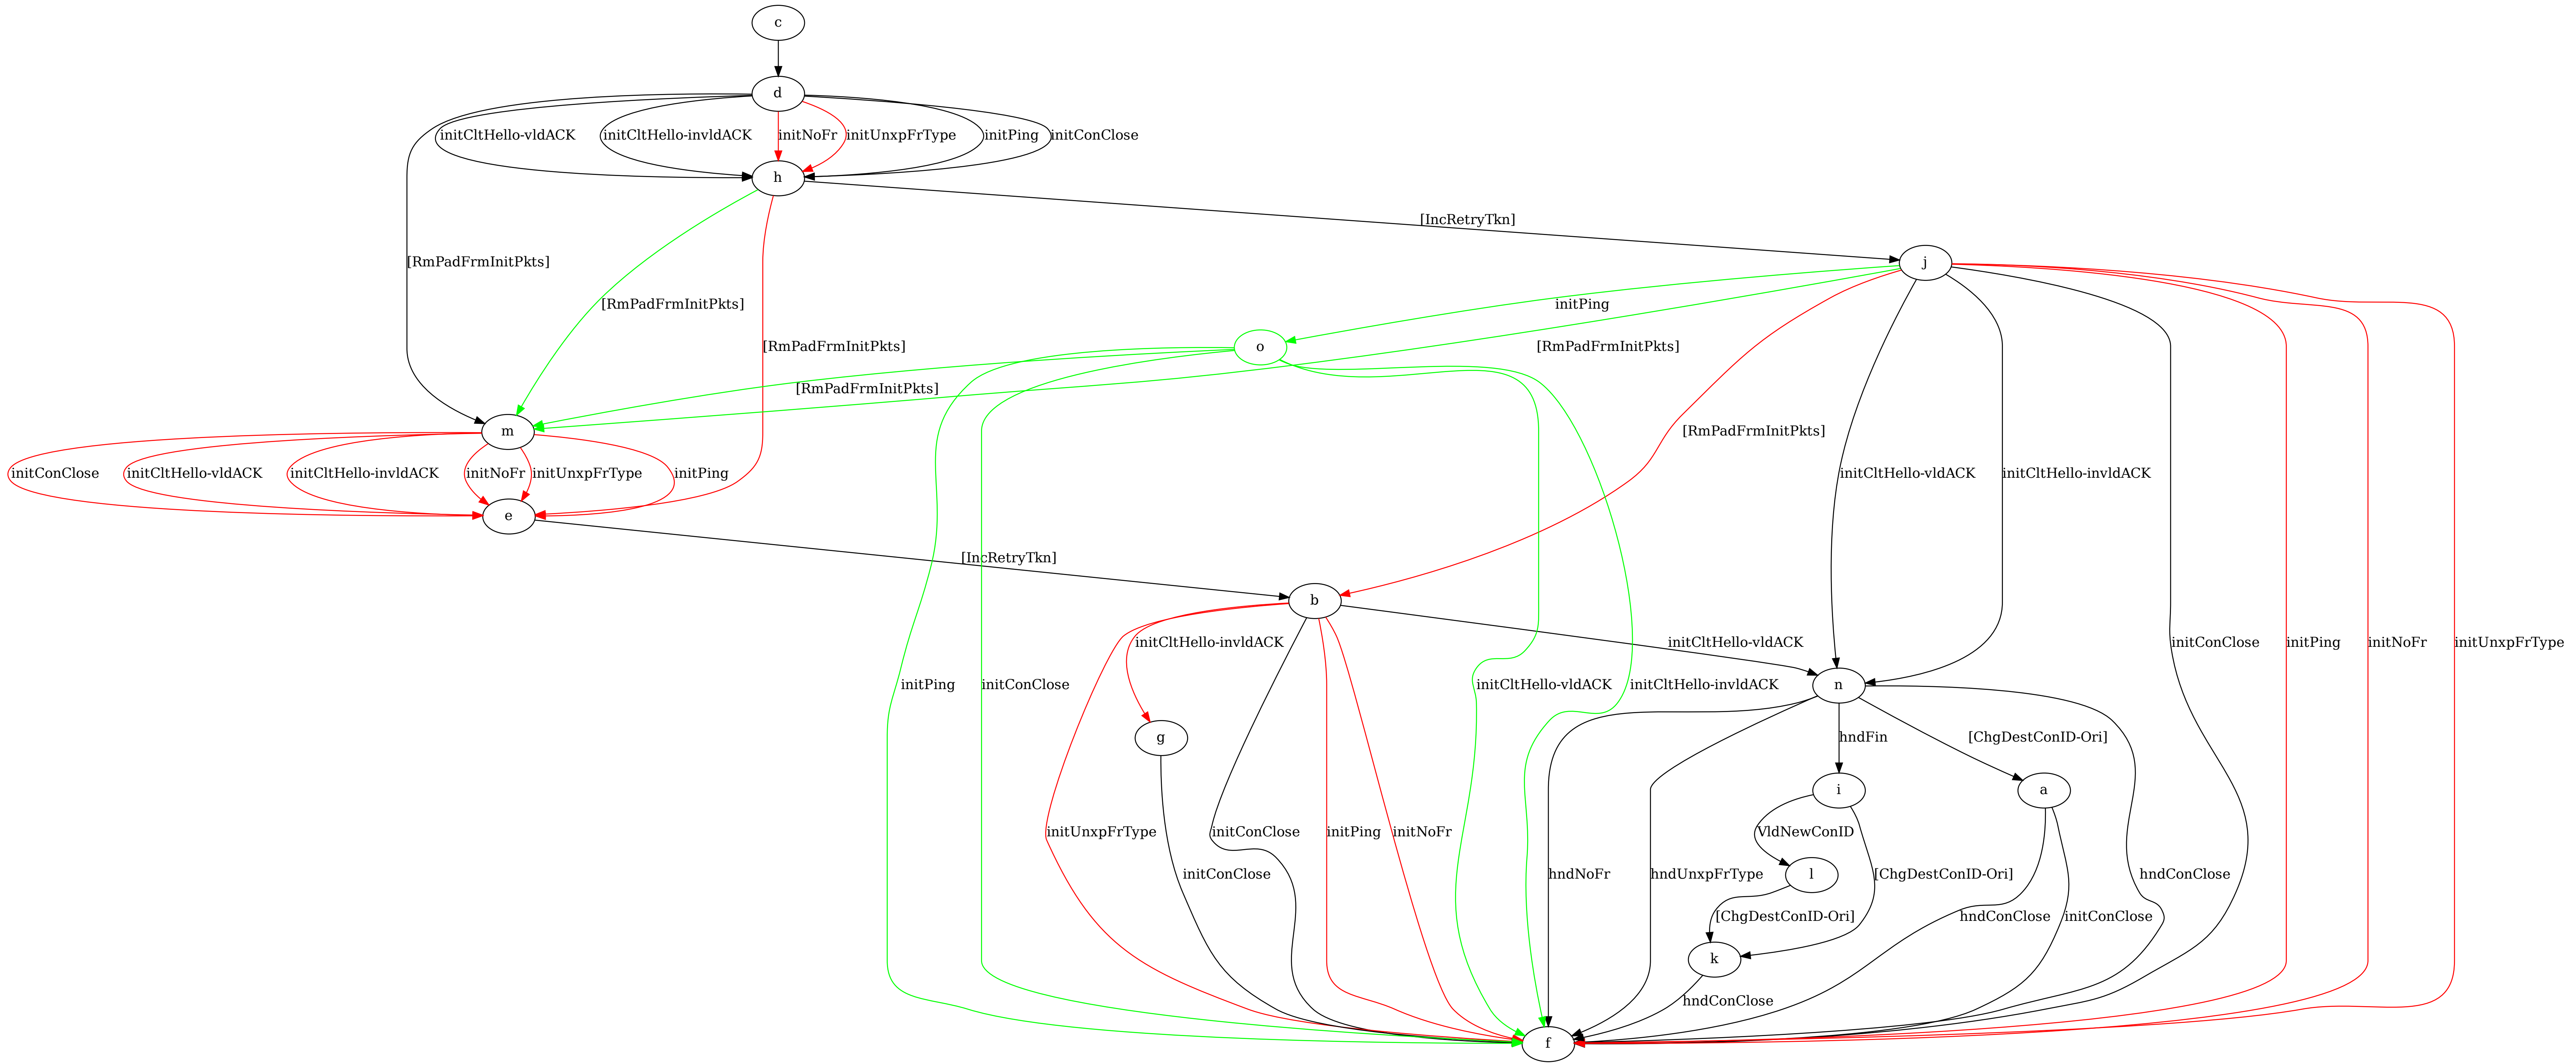 c
d
initCltHello-vldACK
initCltHello-invldACK
initNoFr
initUnxpFrType
initPing
initConClose
h
[IncRetryTkn]
[RmPadFrmInitPkts]
j
[RmPadFrmInitPkts]
initPing
[RmPadFrmInitPkts]
o
[RmPadFrmInitPkts]
[RmPadFrmInitPkts]
m
[RmPadFrmInitPkts]
initConClose
initCltHello-vldACK
initCltHello-invldACK
initNoFr
initUnxpFrType
initPing
initCltHello-vldACK
initCltHello-invldACK
e
[IncRetryTkn]
b
initCltHello-invldACK
initCltHello-vldACK
initConClose
initPing
initNoFr
initUnxpFrType
initPing
initConClose
initCltHello-vldACK
initCltHello-invldACK
n
g
hndFin
[ChgDestConID-Ori]
i
a
initUnxpFrType
initConClose
initPing
initNoFr
VldNewConID
initConClose
hndNoFr
hndUnxpFrType
l
[ChgDestConID-Ori]
hndConClose
[ChgDestConID-Ori]
hndConClose
initConClose
k
hndConClose
f